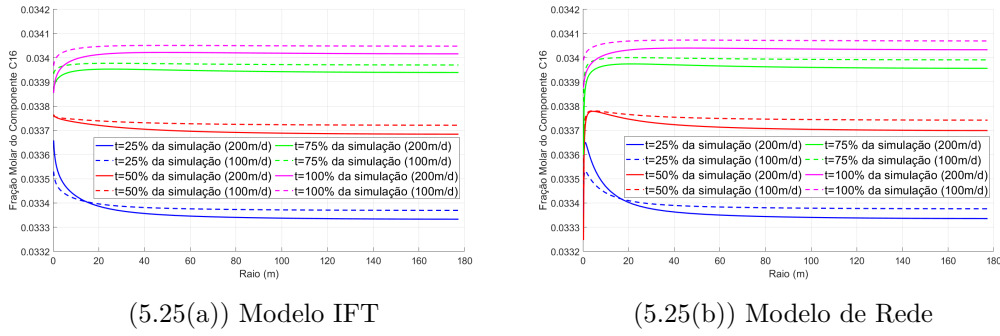 Fração Molar do Componente C16
0.0342
0.0341
0.034
0.0339
0.0338
0.0337
0.0336
0.0335
0.0334
0.0333
0.0332
t=25% da simulação (200m/d) t=75% da simulação (200m/d)
t=25% da simulação (100m/d) t=75% da simulação (100m/d)
t=50% da simulação (200m/d) t=100% da simulação (200m/d)
t=50% da simulação (100m/d) t=100% da simulação (100m/d)
0 20 40 60 80 100 120 140 160 180
Raio (m)
(5.25(a)) Modelo IFT
Fração Molar do Componente C16
0.0342
0.0341
0.034
0.0339
0.0338
0.0337
0.0336
0.0335
0.0334
0.0333
0.0332
t=25% da simulação (200m/d) t=75% da simulação (200m/d)
t=25% da simulação (100m/d) t=75% da simulação (100m/d)
t=50% da simulação (200m/d) t=100% da simulação (200m/d)
t=50% da simulação (100m/d) t=100% da simulação (100m/d)
0 20 40 60 80 100 120 140 160 180
Raio (m)
(5.25(b)) Modelo de Rede